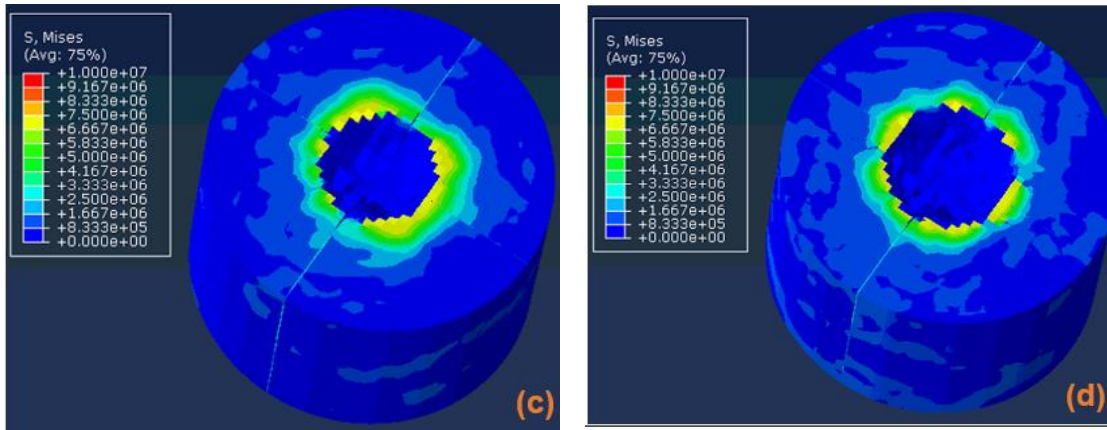 S, Mises
(Avg: 75%)
+1.000e+07
+9.167e+06
+8.333e+06
+7.500e+06
+6.667e+06
+5.833e+06
+5.000e+06
+4.167e+06
+3.333e+06
+2.500e+06
+1.667e+06
+8.333e+05
+0.000e+00
(c)
S, Mises
(Avg: 75%)
+1.000e+07
+9.167e+06
+8.333e+06
+7.500e+06
+6.667e+06
+5.833e+06
+5.000e+06
+4.167e+06
+3.333e+06
+2.500e+06
+1.667e+06
+8.333e+05
+0.000e+00
(d)